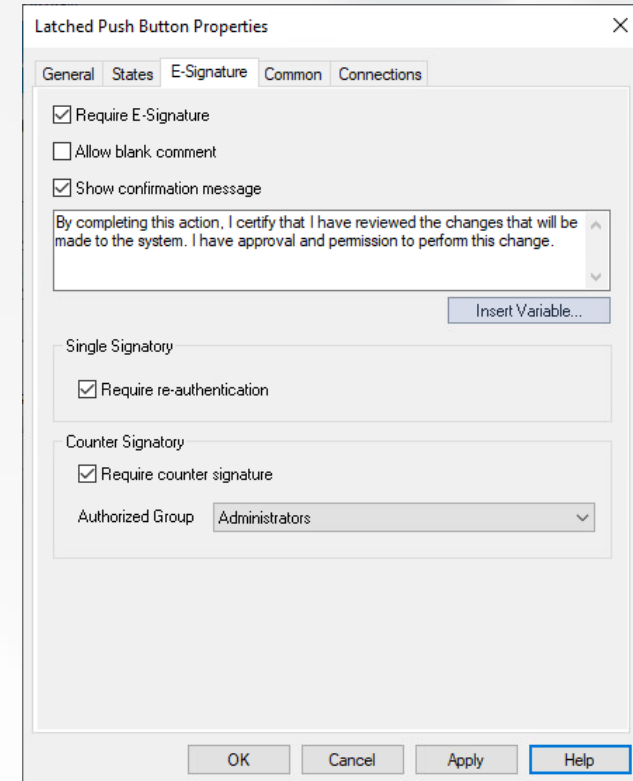 Latched Push Button Properties
General States E-Signature Common Connections
Require E-Signature
Allow blank comment
Show confirmation message
By completing this action, I certify that I have reviewed the changes that will be
made to the system. I have approval and permission to perform this change.
Insert Variable...
Single Signatory
Require re-authentication
Counter Signatory
Require counter signature
Authorized Group Administrators
OK Cancel Apply Help